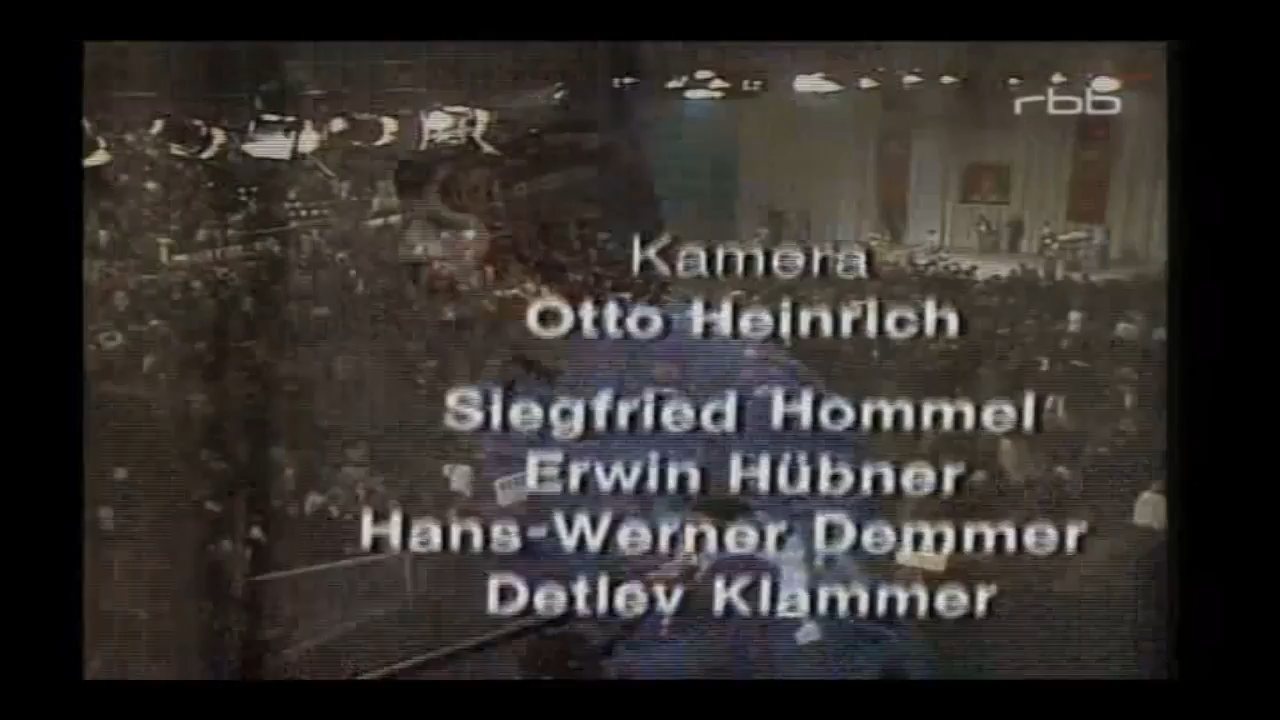 rbb
Kamera
Otto Heinrich
Siegfried Hommel
Erwin Hübner
Hans-Werner Demmer
Detlev Klammer